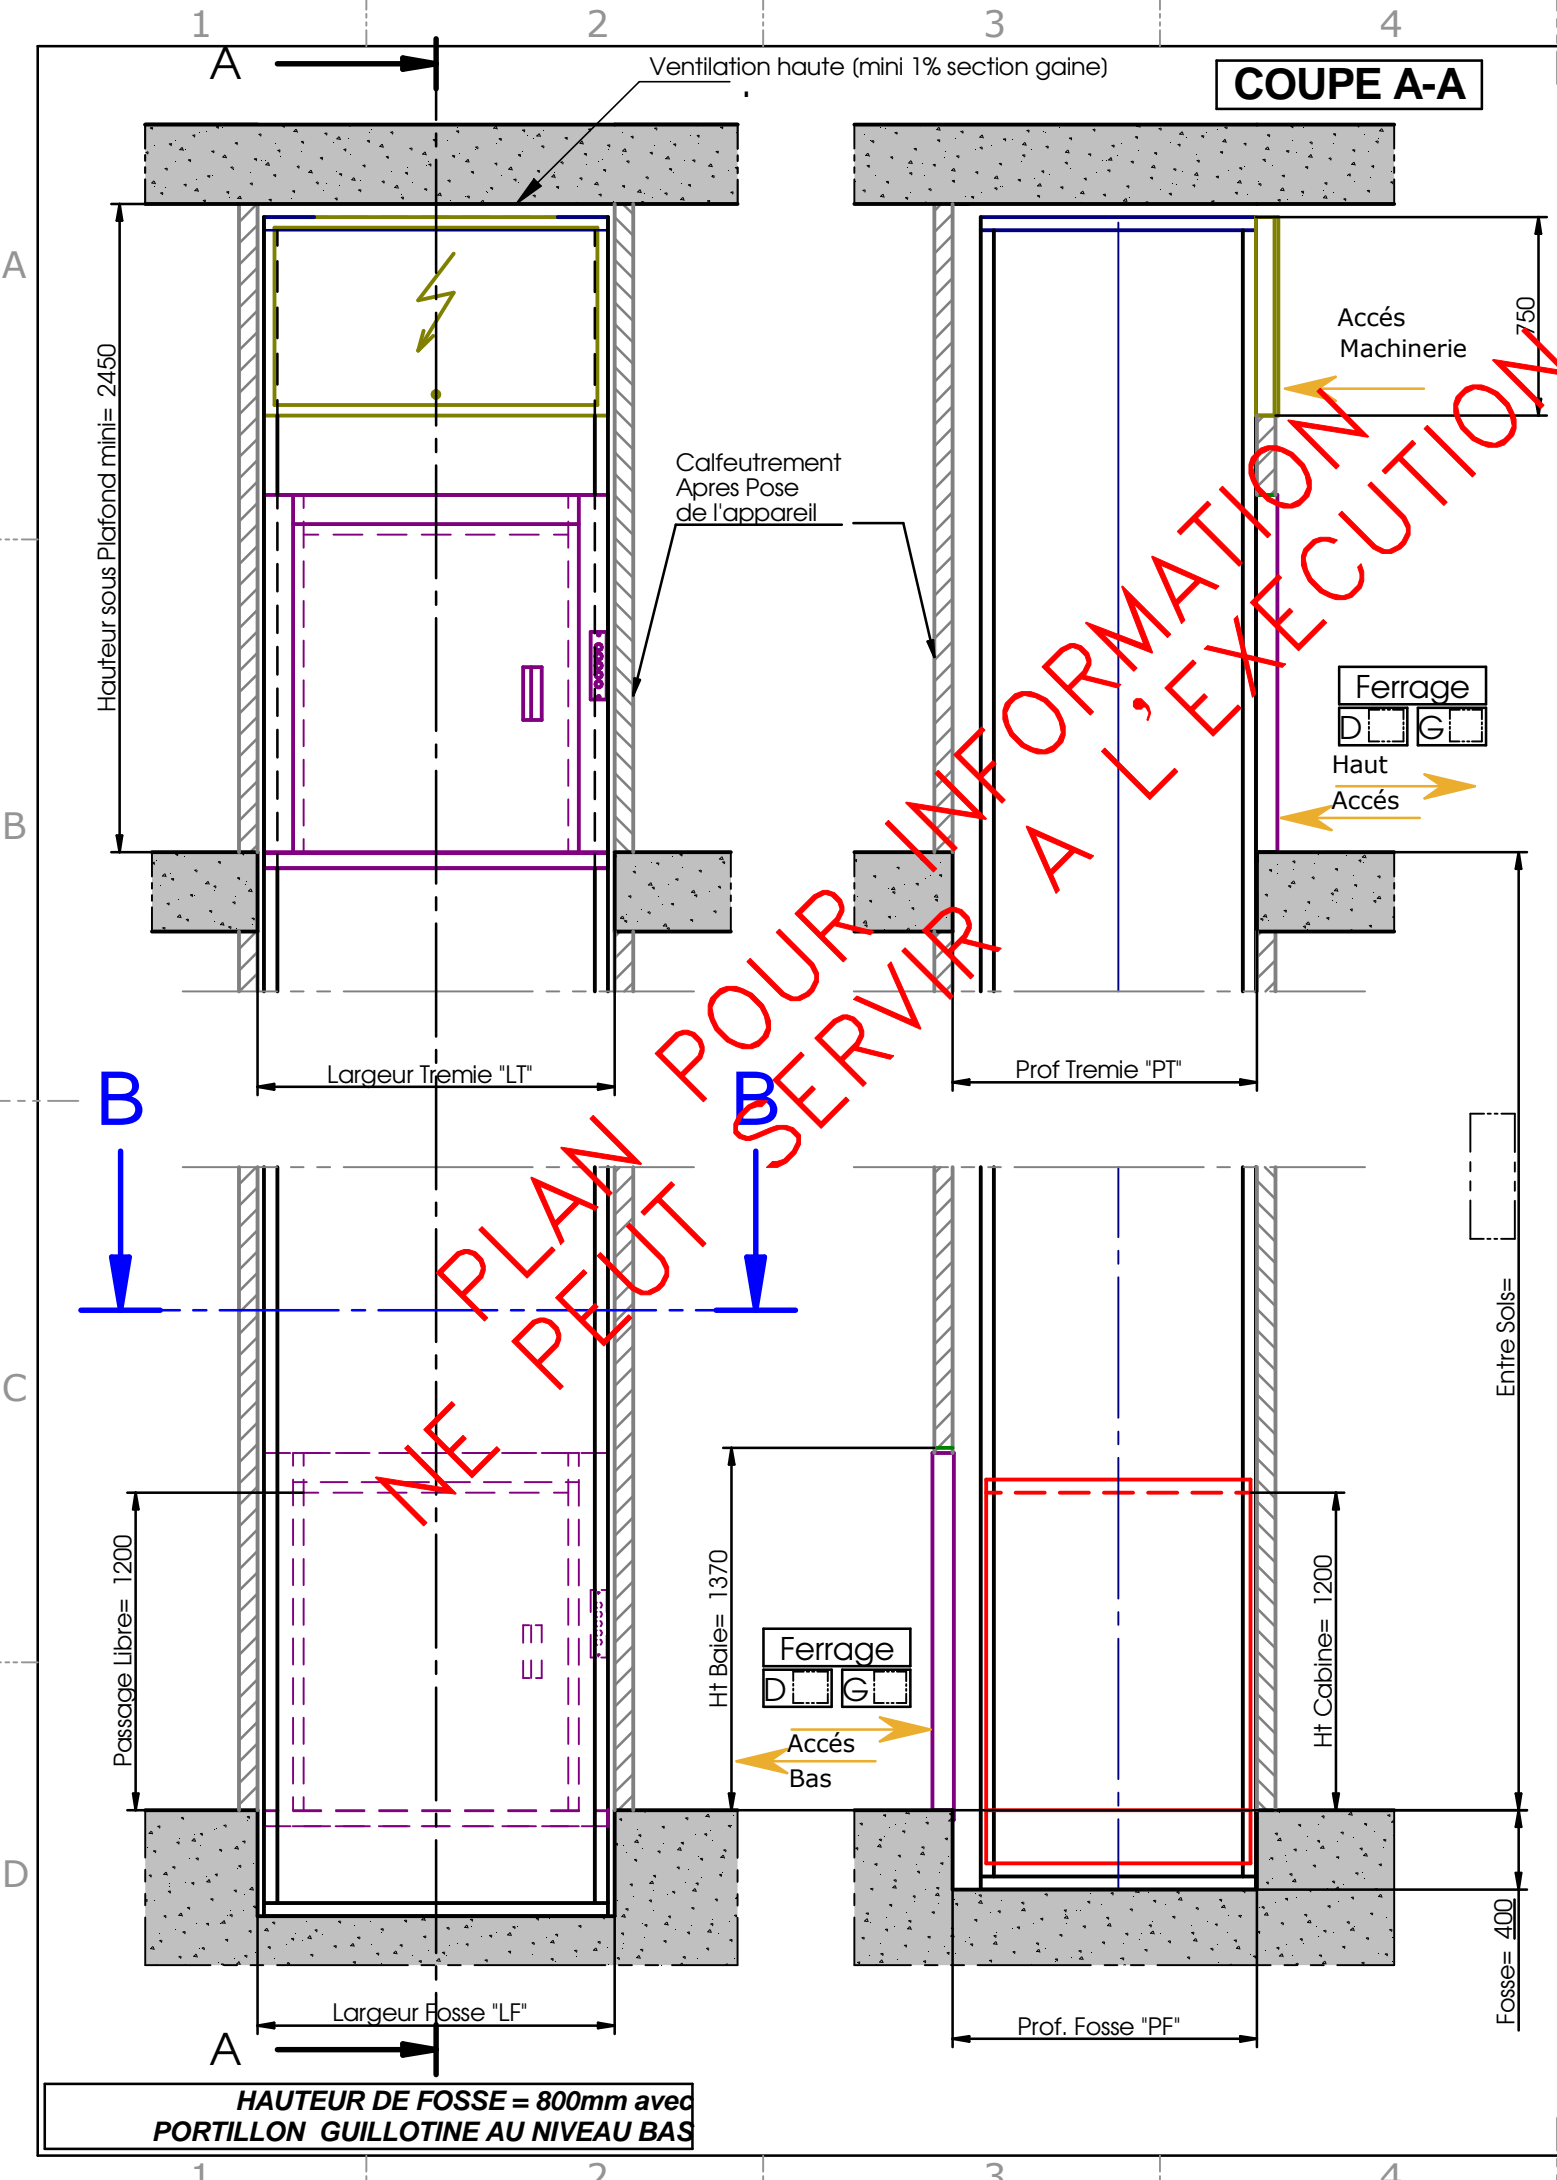 1 2 3 4
A
Ventilation haute (mini 1% section gaine)
COUPE A-A
A
Hauteur sous Plafond mini= 2450
750
Accés
Machinerie
Calfeutrement
Apres Pose
de l'appareil
Ferrage
D G
Haut
Accés
B
Largeur Tremie "LT"
Prof Tremie "PT"
B B
PLAN POUR INFORMATION
NE PEUT SERVIR A L'EXECUTION
Entre Sols=
C
Passage Libre= 1200
Ht Baie= 1370
Ferrage
D G
Accés
Bas
Ht Cabine= 1200
D
Fosse= 400
Largeur Fosse "LF"
Prof. Fosse "PF"
A
HAUTEUR DE FOSSE = 800mm avec
PORTILLON GUILLOTINE AU NIVEAU BAS
1 2 3 4